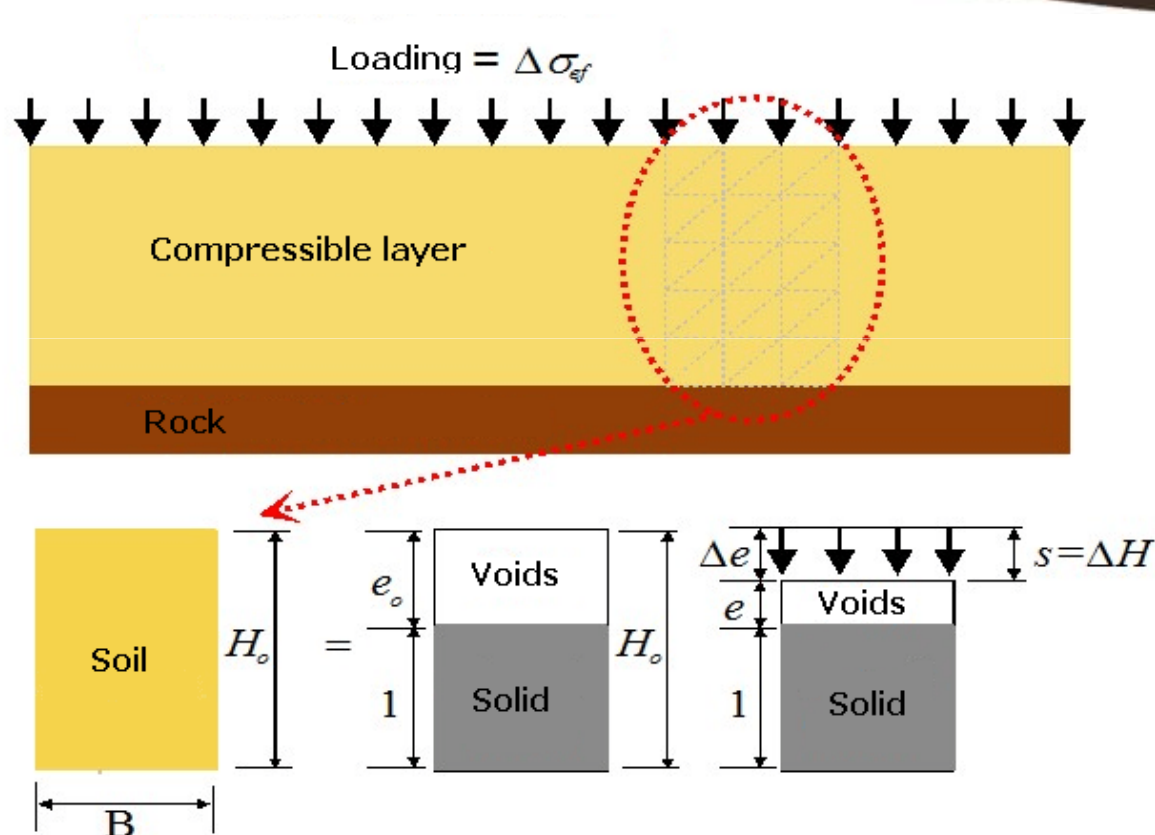 Loading = Δσef
Compressible layer
Rock
Soil
Ho
=
eo
1
Voids
Solid
Ho
Δe
e
1
Voids
Solid
s=ΔH
B